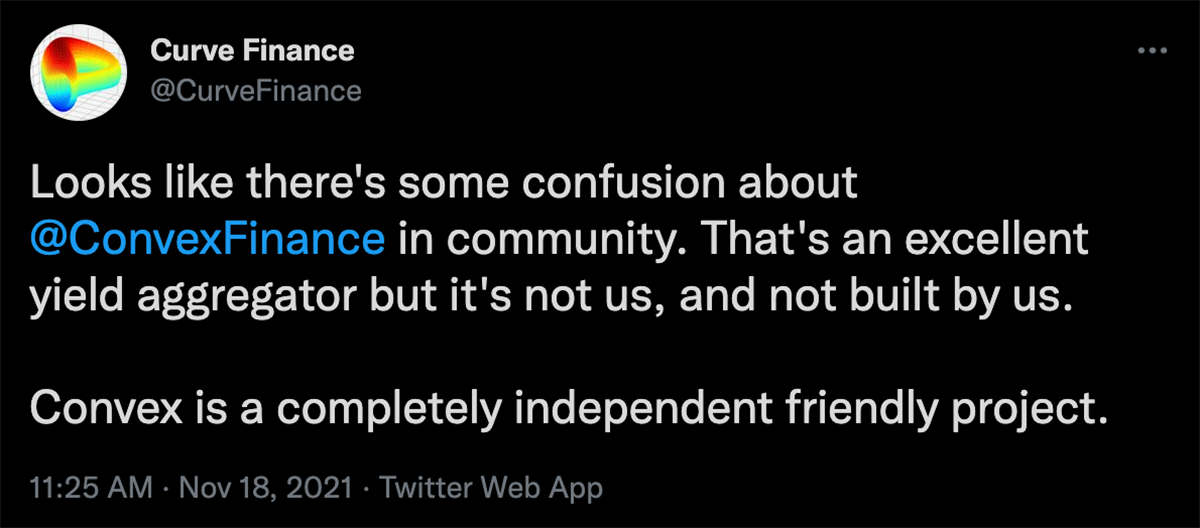 Curve Finance
@CurveFinance
Looks like there's some confusion about
@ConvexFinance in community. That's an excellent
yield aggregator but it's not us, and not built by us.
Convex is a completely independent friendly project.
11:25 AM · Nov 18, 2021 · Twitter Web App